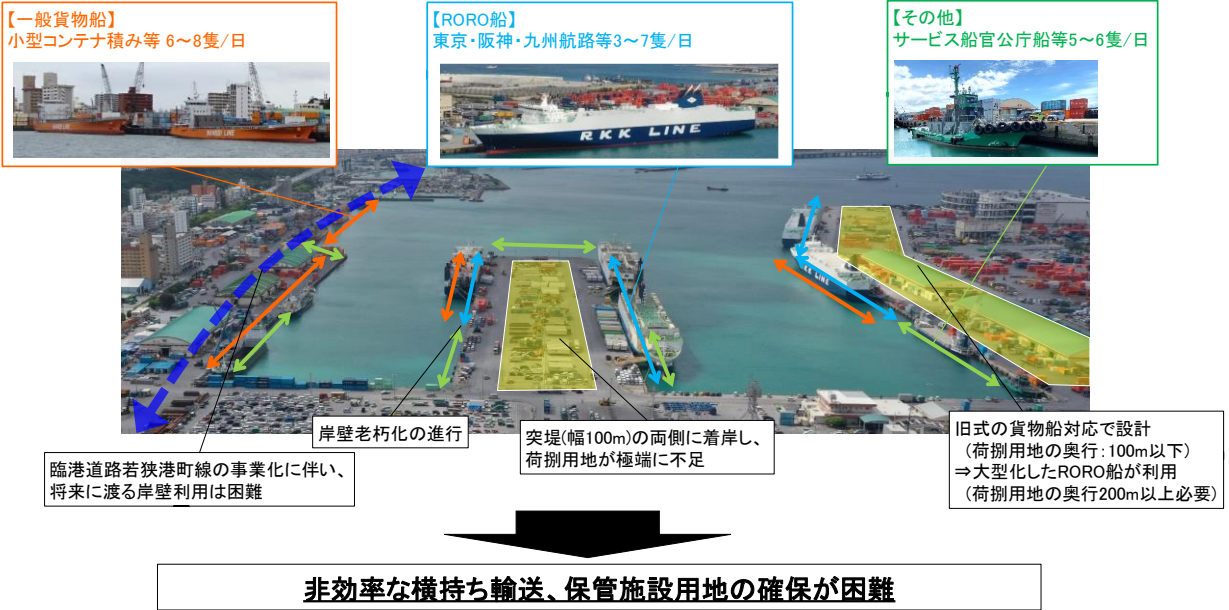 【一般貨物船】
小型コンテナ積み等 6～8隻/日
【RORO船】
東京・阪神・九州航路等3～7隻/日
RKK LINE
【その他】
サービス船官公庁船等5～6隻/日
岸壁老朽化の進行
臨港道路若狭港町線の事業化に伴い、
将来に渡る岸壁利用は困難
突堤(幅100m)の両側に着岸し、
荷捌用地が極端に不足
旧式の貨物船対応で設計
(荷捌用地の奥行：100m以下)
⇒大型化したRORO船が利用
(荷捌用地の奥行200m以上必要)
非効率な横持ち輸送、保管施設用地の確保が困難